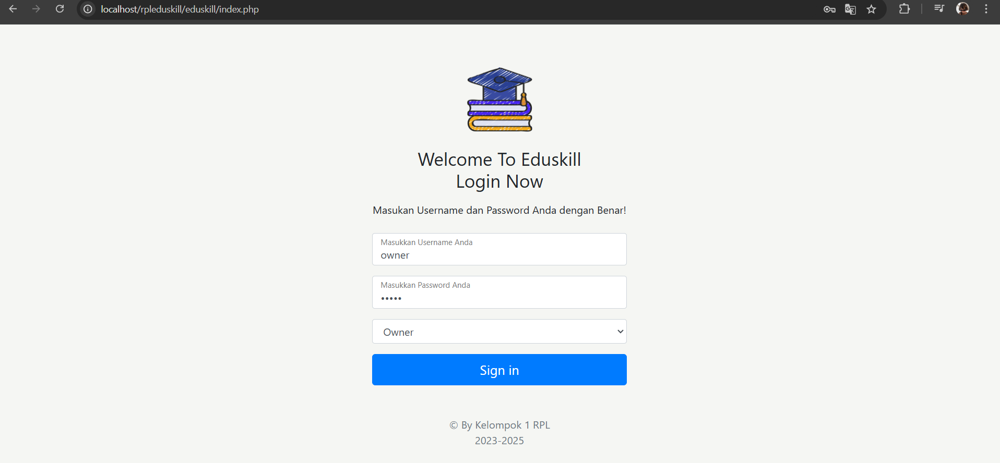 localhost/rpleduskill/eduskill/index.php
Welcome To Eduskill
Login Now
Masukan Username dan Password Anda dengan Benar!
Masukkan Username Anda
owner
Masukkan Password Anda
•••••
Owner
Sign in
© By Kelompok 1 RPL
2023-2025